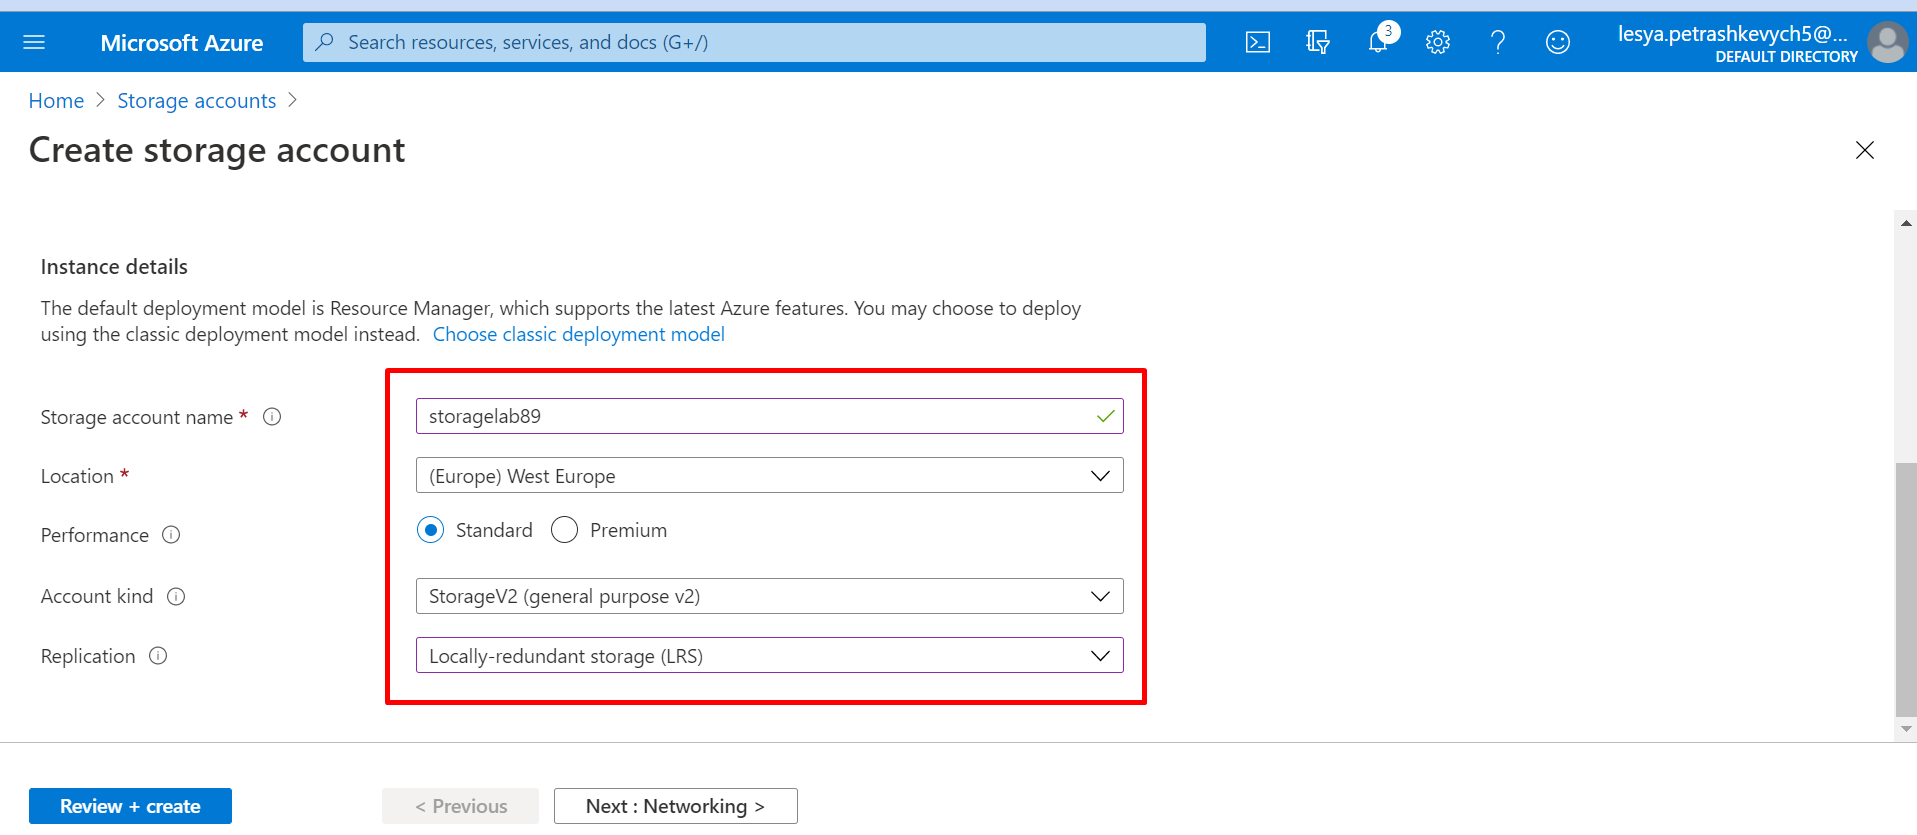 Microsoft Azure
Search resources, services, and docs (G+/)
3
lesya.petrashkevych5@...
DEFAULT DIRECTORY
Home > Storage accounts >
Create storage account
Instance details
The default deployment model is Resource Manager, which supports the latest Azure features. You may choose to deploy
using the classic deployment model instead. Choose classic deployment model
Storage account name *
storagelab89
Location *
(Europe) West Europe
Performance
Standard Premium
Account kind
StorageV2 (general purpose v2)
Replication
Locally-redundant storage (LRS)
Review + create
< Previous
Next : Networking >